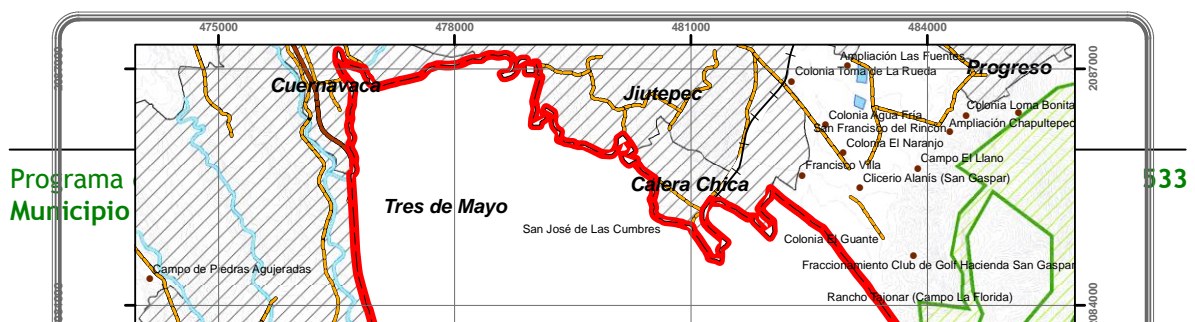 475000
478000
481000
484000
2087000
Ampliación Las Fuentes
Progreso
Colonia Toma de La Rueda
Cuernavaca
Jiutepec
Colonia Loma Bonita
Colonia Agua Fría
Ampliación Chapultepec
San Francisco del Rincón
Colonia El Naranjo
Campo El Llano
Francisco Villa
Programa
533
Calera Chica
Clicerio Alanís (San Gaspar)
Municipio
Tres de Mayo
San José de Las Cumbres
Colonia El Guante
Campo de Piedras Agujeradas
Fraccionamiento Club de Golf Hacienda San Gaspar
Rancho Tajonar (Campo La Florida)
2084000